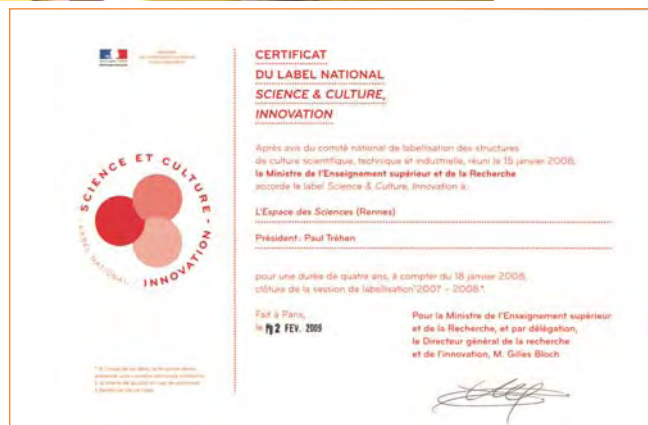 CERTIFICAT
DU LABEL NATIONAL
SCIENCE & CULTURE,
INNOVATION
Après avis du comité national de labellisation des structures
de culture scientifique, technique et industrielle, réuni le 15 janvier 2008,
le Ministre de l'Enseignement supérieur et de la Recherche
accorde le label Science & Culture, Innovation à :
SCIENCE ET CULTURE - INNOVATION
LABEL NATIONAL -
L'Espace des Sciences (Rennes)
Président: Paul Tréhen
pour une durée de quatre ans, à compter du 18 janvier 2008,
clôture de la session de labellisation "2007 – 2008".
Fait à Paris,
le 2 FEV. 2009
Pour la Ministre de l'Enseignement supérieur
et de la Recherche, et par délégation,
le Directeur général de la recherche
et de l'innovation, M. Gilles Bloch